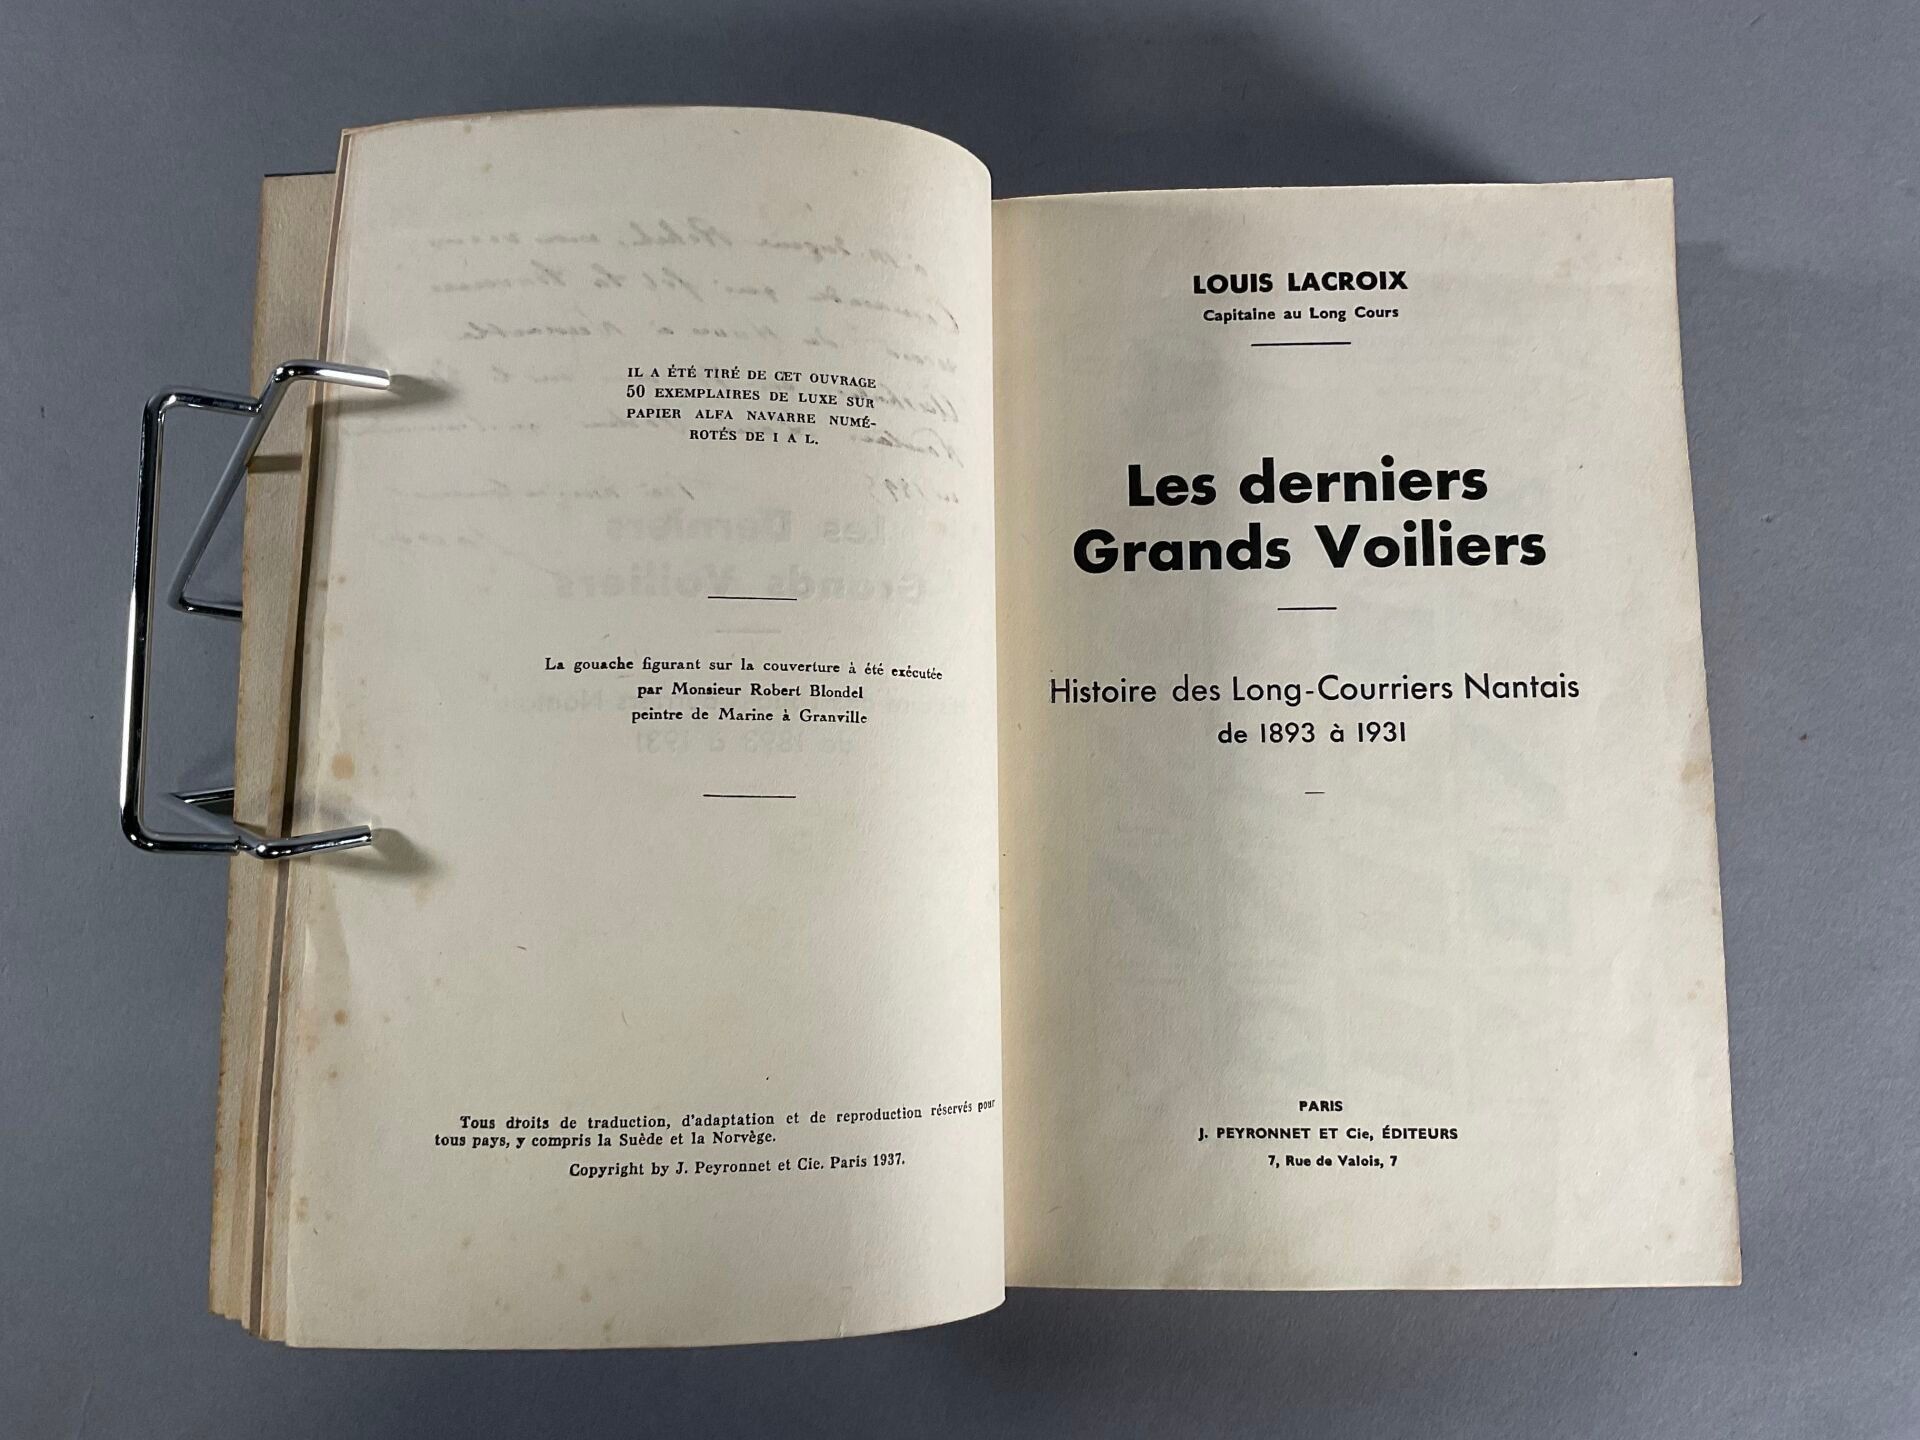 IL A ÉTÉ TIRÉ DE CET OUVRAGE
50 EXEMPLAIRES DE LUXE SUR
PAPIER ALFA NAVARRE NUMÉ-
ROTÉS DE I A L.
La gouache figurant sur la couverture à été exécutée
par Monsieur Robert Blondel
peintre de Marine à Granville
Tous droits de traduction, d'adaptation et de reproduction réservés pour
tous pays, y compris la Suède et la Norvège.
Copyright by J. Peyronnet et Cie. Paris 1937.
LOUIS LACROIX
Capitaine au Long Cours
Les derniers
Grands Voiliers
Histoire des Long-Courriers Nantais
de 1893 à 1931
PARIS
J. PEYRONNET ET Cie, ÉDITEURS
7, Rue de Valois, 7